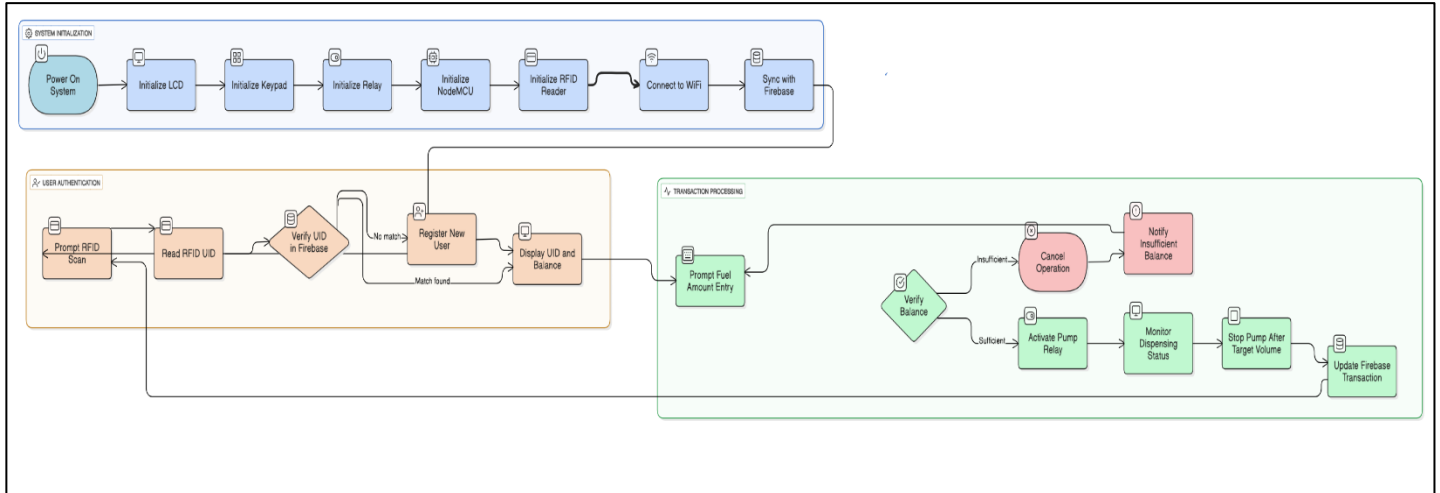 SYSTEM INITIALIZATION
Power On
System
Initialize LCD
Initialize Keypad
Initialize Relay
Initialize
NodeMCU
Initialize RFID
Reader
Connect to WiFi
Sync with
Firebase
USER AUTHENTICATION
Prompt RFID
Scan
Read RFID UID
Verify UID
in Firebase
No match
Match found
Register New
User
Display UID and
Balance
TRANSACTION PROCESSING
Prompt Fuel
Amount Entry
Verify
Balance
Insufficient
Sufficient
Cancel
Operation
Notify
Insufficient
Balance
Activate Pump
Relay
Monitor
Dispensing
Status
Stop Pump After
Target Volume
Update Firebase
Transaction